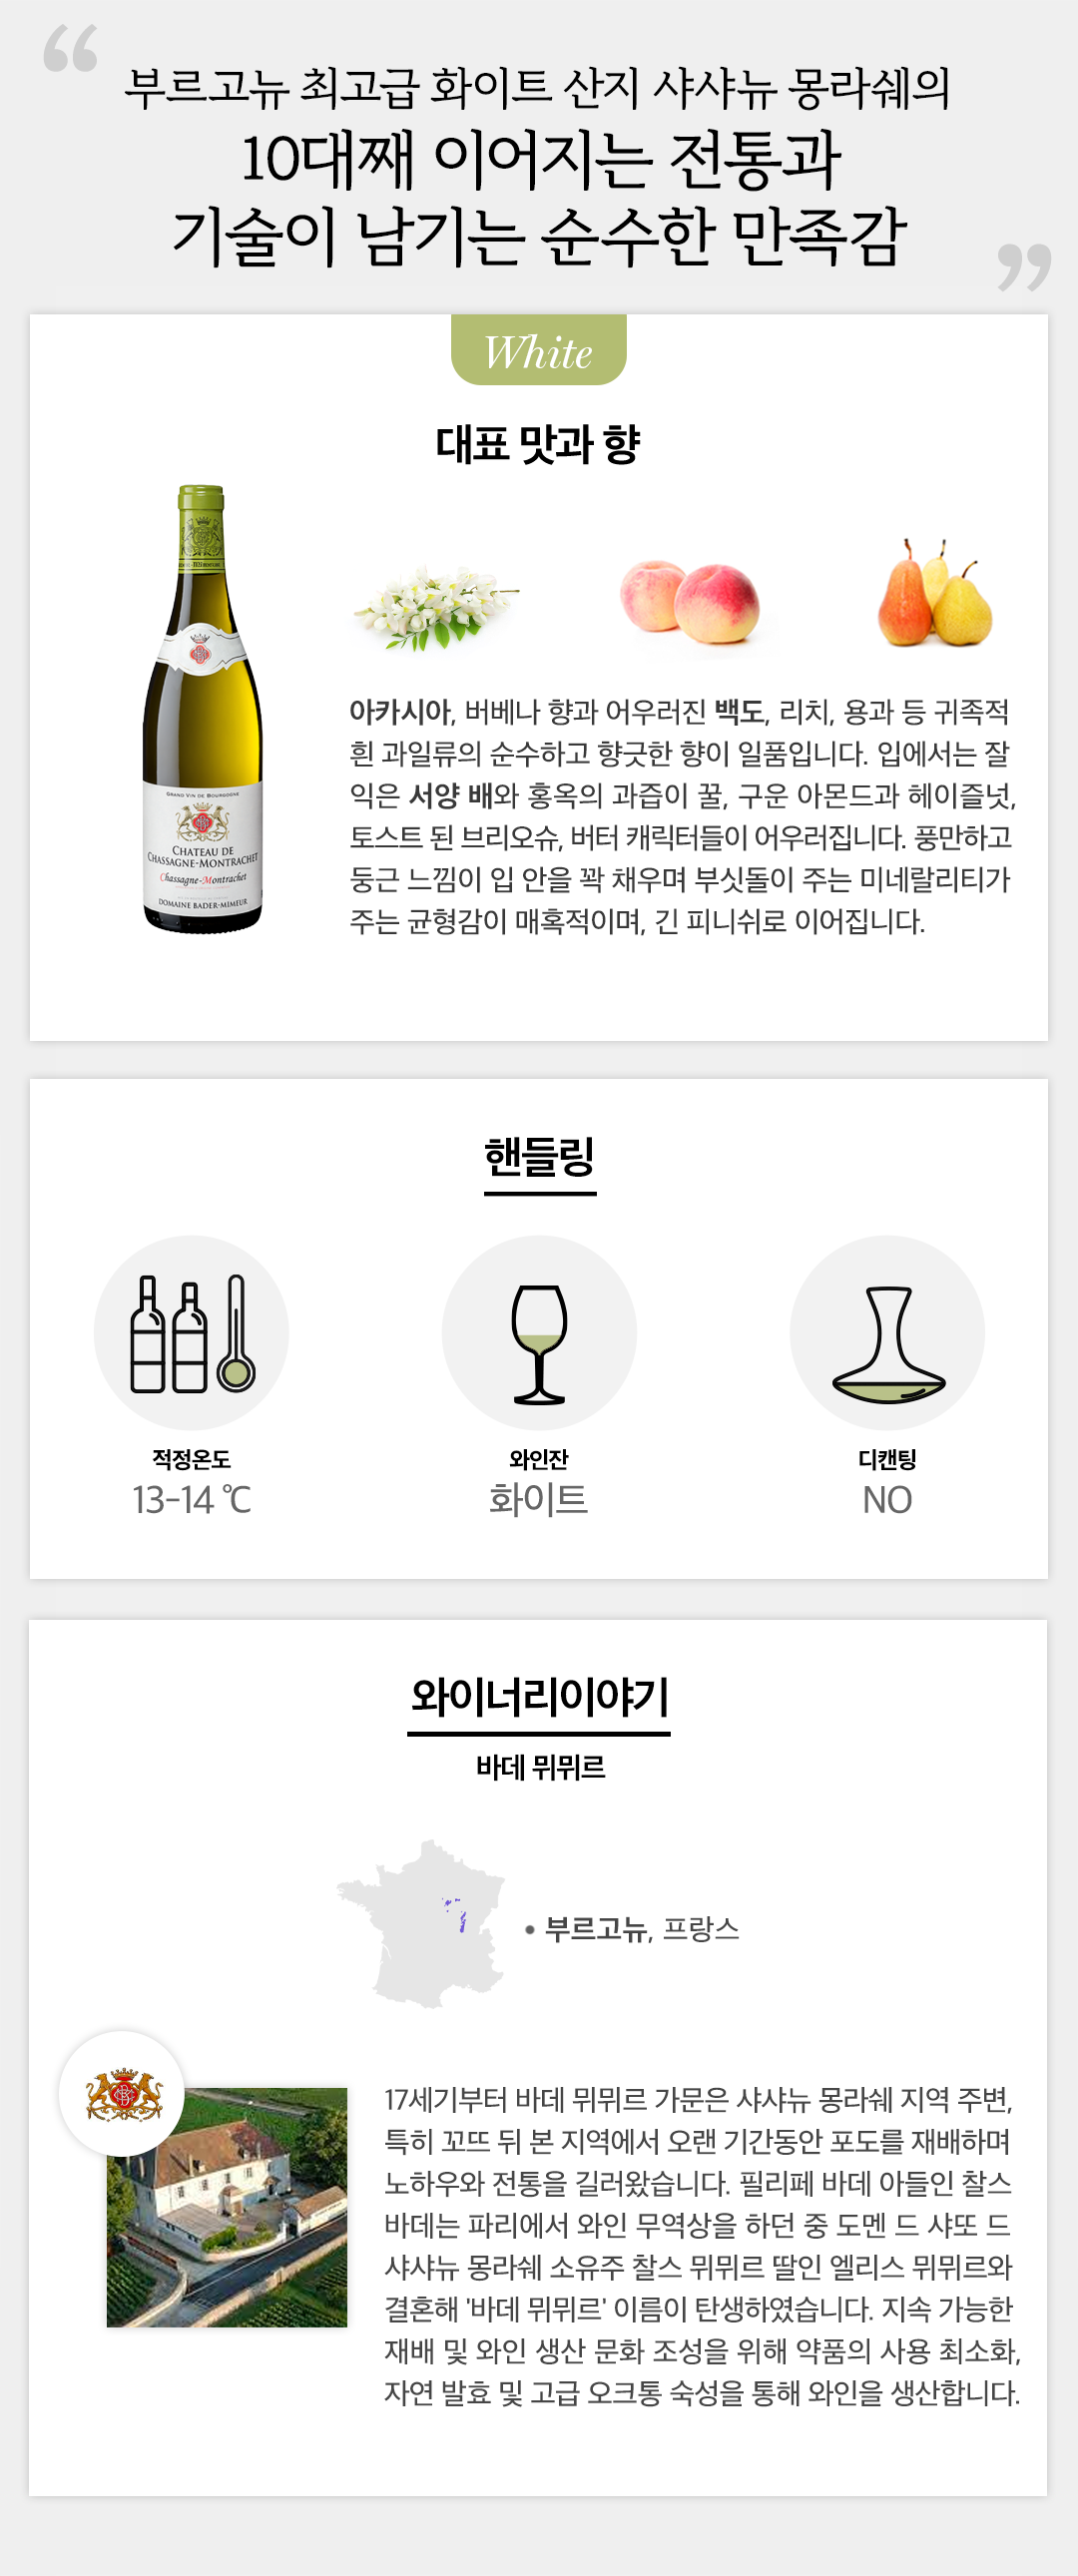 부르고뉴 최고급 화이트 산지 샤샤뉴 몽라쉐의
10대째 이어지는 전통과
기술이 남기는 순수한 만족감
White
대표 맛과 향
GRAND VIN DE BOURGOGNE
CHATEAU DE
CHASSAGNE-MONTRACHET
Chassagne-Montrachet
DOMAINE BADER-MIMEUR
아카시아, 버베나 향과 어우러진 백도, 리치, 용과 등 귀족적
흰 과일류의 순수하고 향긋한 향이 일품입니다. 입에서는 잘
익은 서양 배와 홍옥의 과즙이 꿀, 구운 아몬드과 헤이즐넛,
토스트 된 브리오슈, 버터 캐릭터들이 어우러집니다. 풍만하고
둥근 느낌이 입 안을 꽉 채우며 부싯돌이 주는 미네랄리티가
주는 균형감이 매혹적이며, 긴 피니쉬로 이어집니다.
핸들링
적정온도
13-14 ℃
와인잔
화이트
디캔팅
NO
와이너리이야기
바데 뮈뮈르
• 부르고뉴, 프랑스
17세기부터 바데 뮈뮈르 가문은 샤샤뉴 몽라쉐 지역 주변,
특히 꼬뜨 뒤 본 지역에서 오랜 기간동안 포도를 재배하며
노하우와 전통을 길러왔습니다. 필리페 바데 아들인 찰스
바데는 파리에서 와인 무역상을 하던 중 도멘 드 샤또 드
샤샤뉴 몽라쉐 소유주 찰스 뮈뮈르 딸인 엘리스 뮈뮈르와
결혼해 '바데 뮈뮈르' 이름이 탄생하였습니다. 지속 가능한
재배 및 와인 생산 문화 조성을 위해 약품의 사용 최소화,
자연 발효 및 고급 오크통 숙성을 통해 와인을 생산합니다.